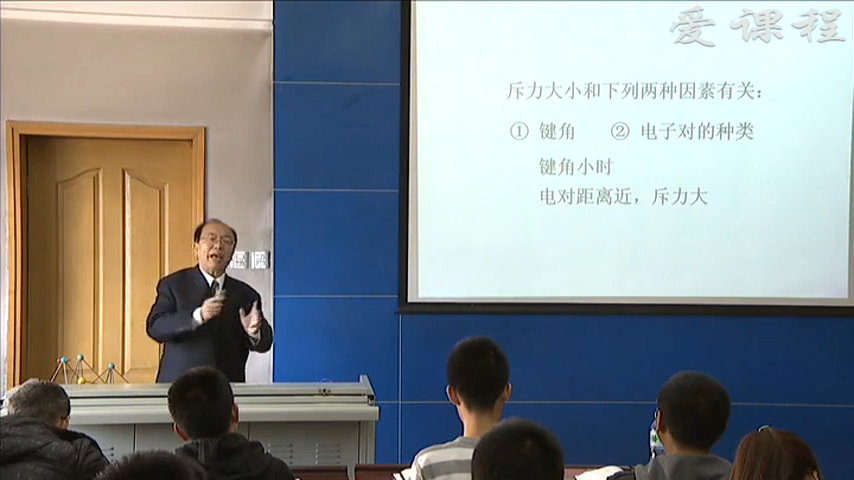 爱课程
斥力大小和下列两种因素有关：
① 键角 ② 电子对的种类
键角小时
电对距离近，斥力大